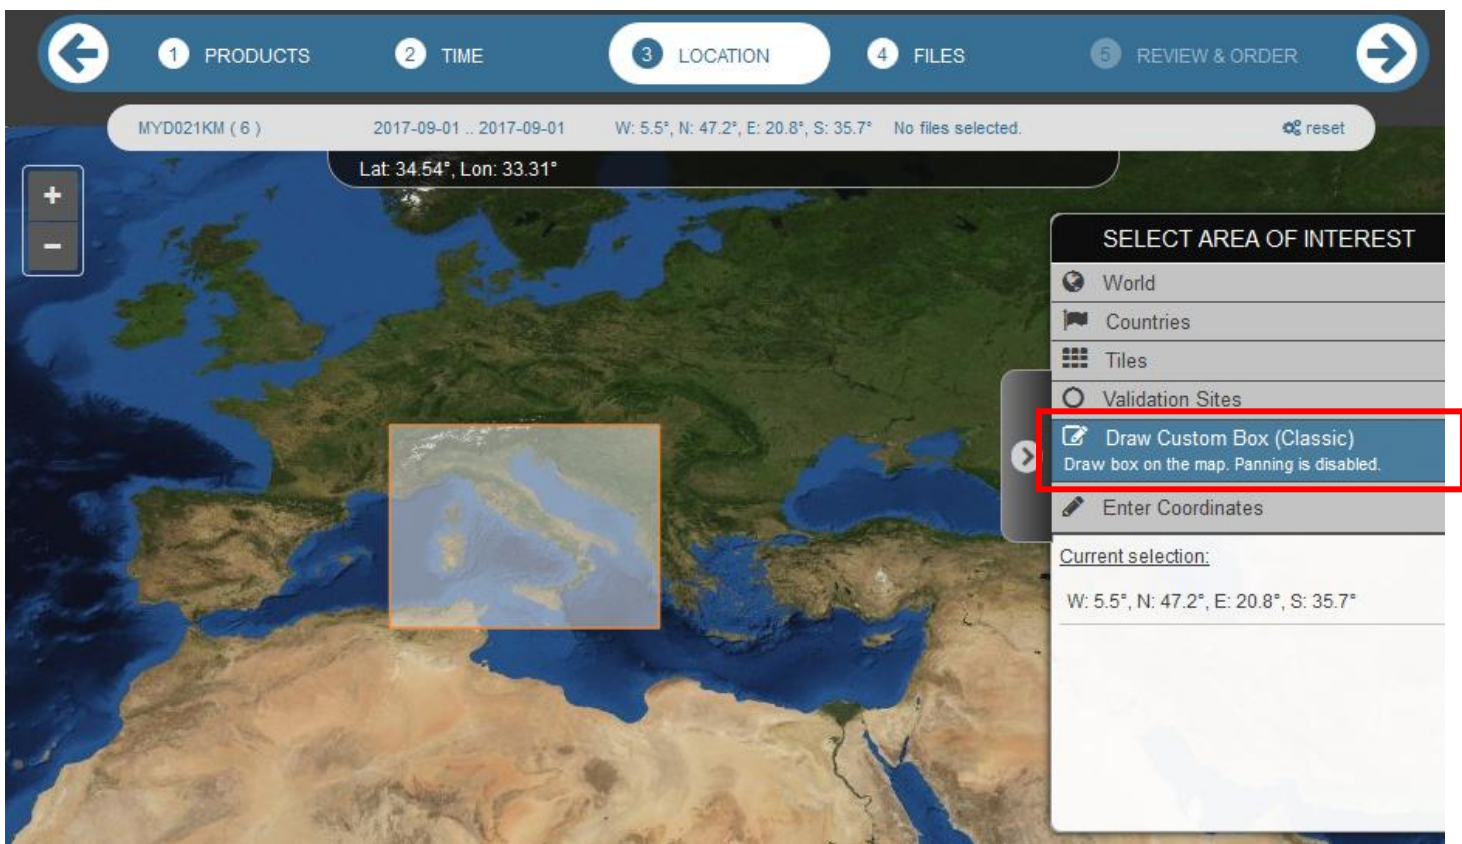 1 PRODUCTS 2 TIME 3 LOCATION 4 FILES 5 REVIEW & ORDER
MYD021KM ( 6 ) 2017-09-01 .. 2017-09-01 W: 5.5°, N: 47.2°, E: 20.8°, S: 35.7° No files selected. reset
Lat: 34.54°, Lon: 33.31°
+
−
SELECT AREA OF INTEREST
World
Countries
Tiles
Validation Sites
Draw Custom Box (Classic)
Draw box on the map. Panning is disabled.
Enter Coordinates
Current selection:
W: 5.5°, N: 47.2°, E: 20.8°, S: 35.7°